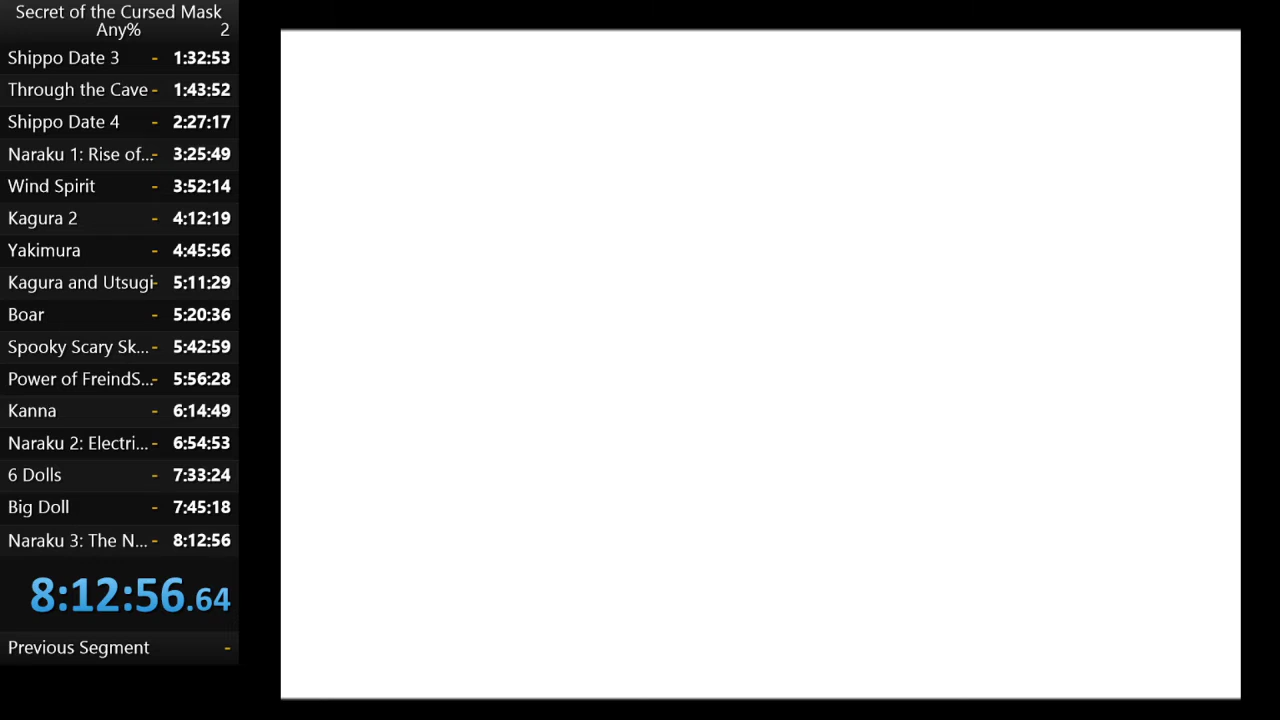 Secret of the Cursed Mask
Any% 2
Shippo Date 3 - 1:32:53
Through the Cave - 1:43:52
Shippo Date 4 - 2:27:17
Naraku 1: Rise of... - 3:25:49
Wind Spirit - 3:52:14
Kagura 2 - 4:12:19
Yakimura - 4:45:56
Kagura and Utsugi - 5:11:29
Boar - 5:20:36
Spooky Scary Sk... - 5:42:59
Power of FreindS... - 5:56:28
Kanna - 6:14:49
Naraku 2: Electri... - 6:54:53
6 Dolls - 7:33:24
Big Doll - 7:45:18
Naraku 3: The N... - 8:12:56
8:12:56.64
Previous Segment -